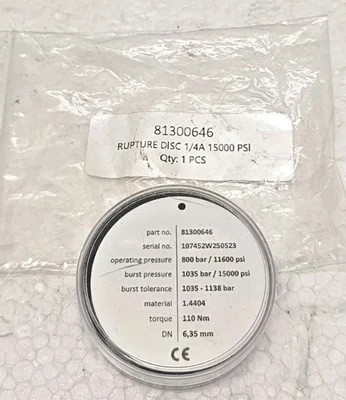 81300646
RUPTURE DISC 1/4A 15000 PSI
Qty: 1 PCS
part no. 81300646
serial no. 107452W250523
operating pressure 800 bar / 11600 psi
burst pressure 1035 bar / 15000 psi
burst tolerance 1035 - 1138 bar
material 1.4404
torque 110 Nm
DN 6,35 mm
CE